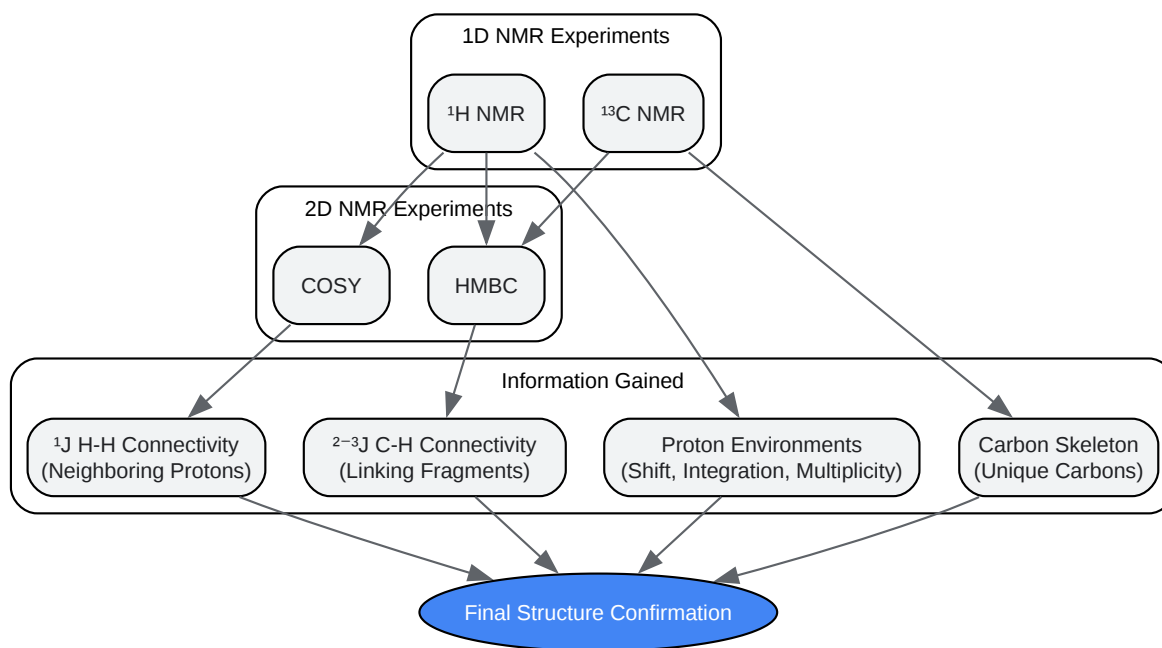 1D NMR Experiments
¹H NMR
¹³C NMR
2D NMR Experiments
COSY
HMBC
Information Gained
¹J H-H Connectivity
(Neighboring Protons)
²⁻³J C-H Connectivity
(Linking Fragments)
Proton Environments
(Shift, Integration, Multiplicity)
Carbon Skeleton
(Unique Carbons)
Final Structure Confirmation